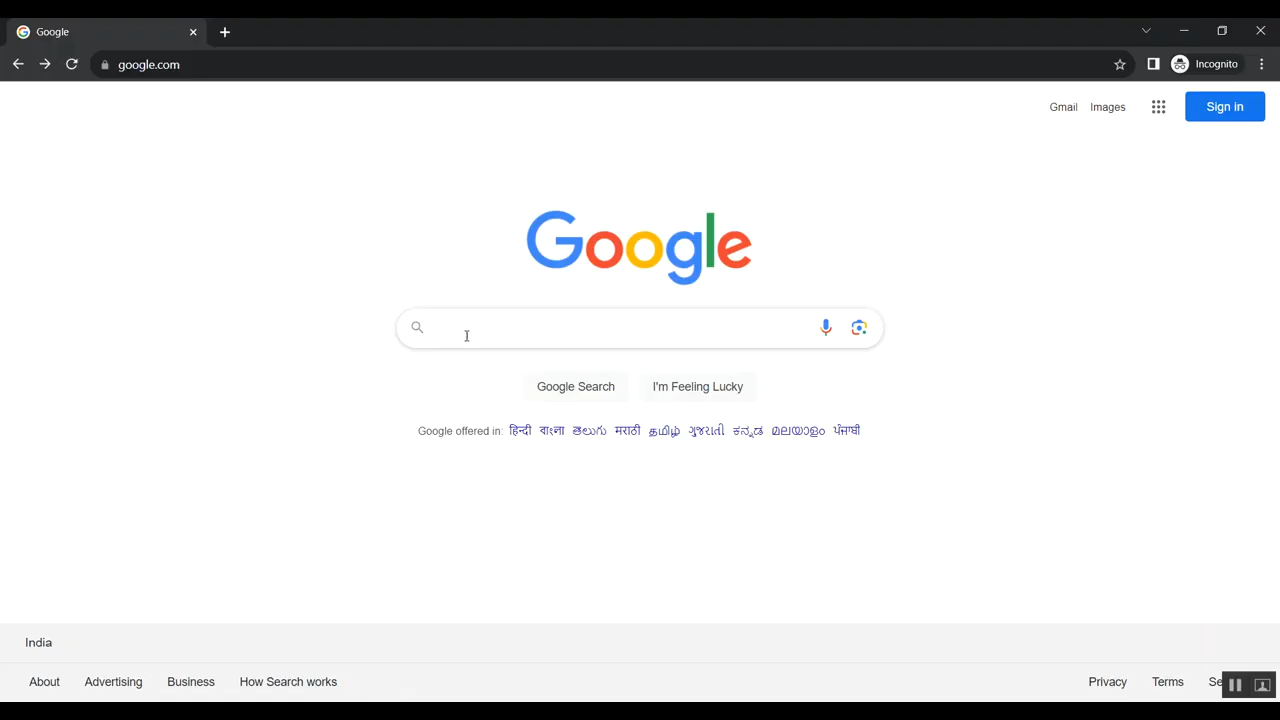 Google
google.com
Incognito
Gmail Images Sign in
Google
Google Search I'm Feeling Lucky
Google offered in: हिन्दी বাংলা తెలుగు मराठी தமிழ் ગુજરાતી ಕನ್ನಡ മലയാളം ਪੰਜਾਬੀ
India
About Advertising Business How Search works Privacy Terms